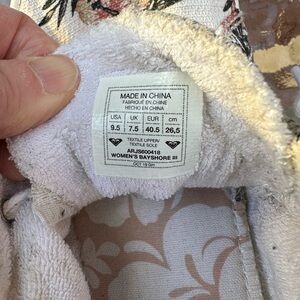 MADE IN CHINA
FABRIQUÉ EN CHINE
HECHO EN CHINA
USA UK EUR cm
9.5 7.5 40.5 26,5
TEXTILE UPPER/
TEXTILE SOLE
ARJS600418
WOMEN'S BAYSHORE III